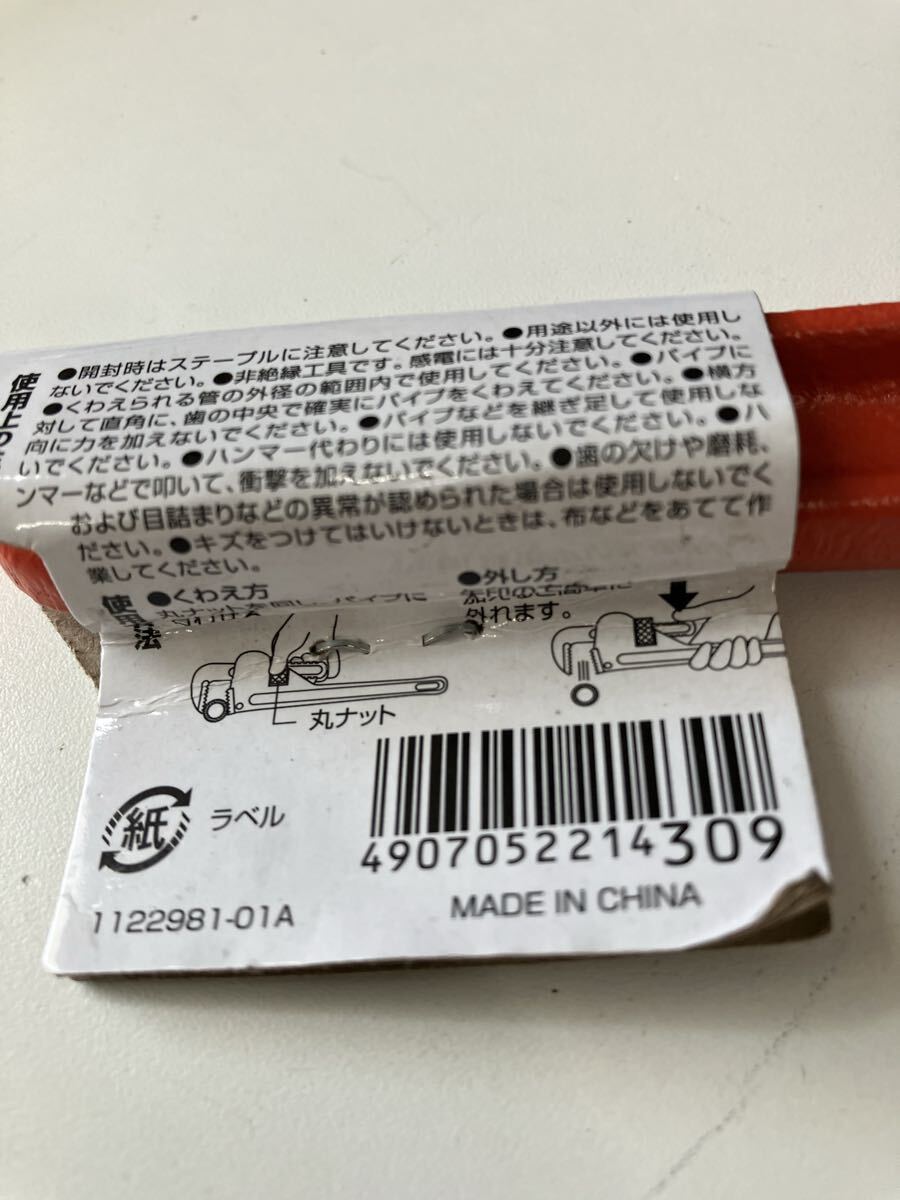 使用上の
●開封時はステープルに注意してください。●用途以外には使用し
ないでください。●非絶縁工具です。感電には十分注意してください。
●くわえられる管の外径の範囲内で使用してください。●パイプに
対して直角に、歯の中央で確実にパイプをくわえてください。●横方
向に力を加えないでください。●パイプなどを継ぎ足して使用しな
いでください。●ハンマー代わりには使用しないでください。●ハ
ンマーなどで叩いて、衝撃を加えないでください。●歯の欠けや磨耗、
および目詰まりなどの異常が認められた場合は使用しないでく
ださい。●キズをつけてはいけないときは、布などをあてて作
業してください。
使用法
●くわえ方
丸ナットを回し、パイプに
●外し方
外れます。
丸ナット
紙
ラベル
4907052214309
1122981-01A
MADE IN CHINA